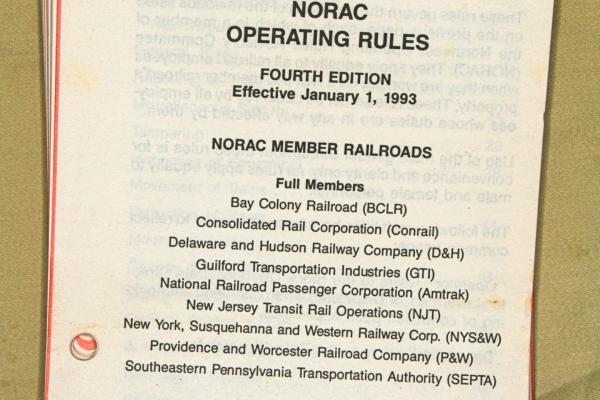 NORAC
OPERATING RULES
FOURTH EDITION
Effective January 1, 1993
NORAC MEMBER RAILROADS
Full Members
Bay Colony Railroad (BCLR)
Consolidated Rail Corporation (Conrail)
Delaware and Hudson Railway Company (D&H)
Guilford Transportation Industries (GTI)
National Railroad Passenger Corporation (Amtrak)
New Jersey Transit Rail Operations (NJT)
New York, Susquehanna and Western Railway Corp. (NYS&W)
Providence and Worcester Railroad Company (P&W)
Southeastern Pennsylvania Transportation Authority (SEPTA)